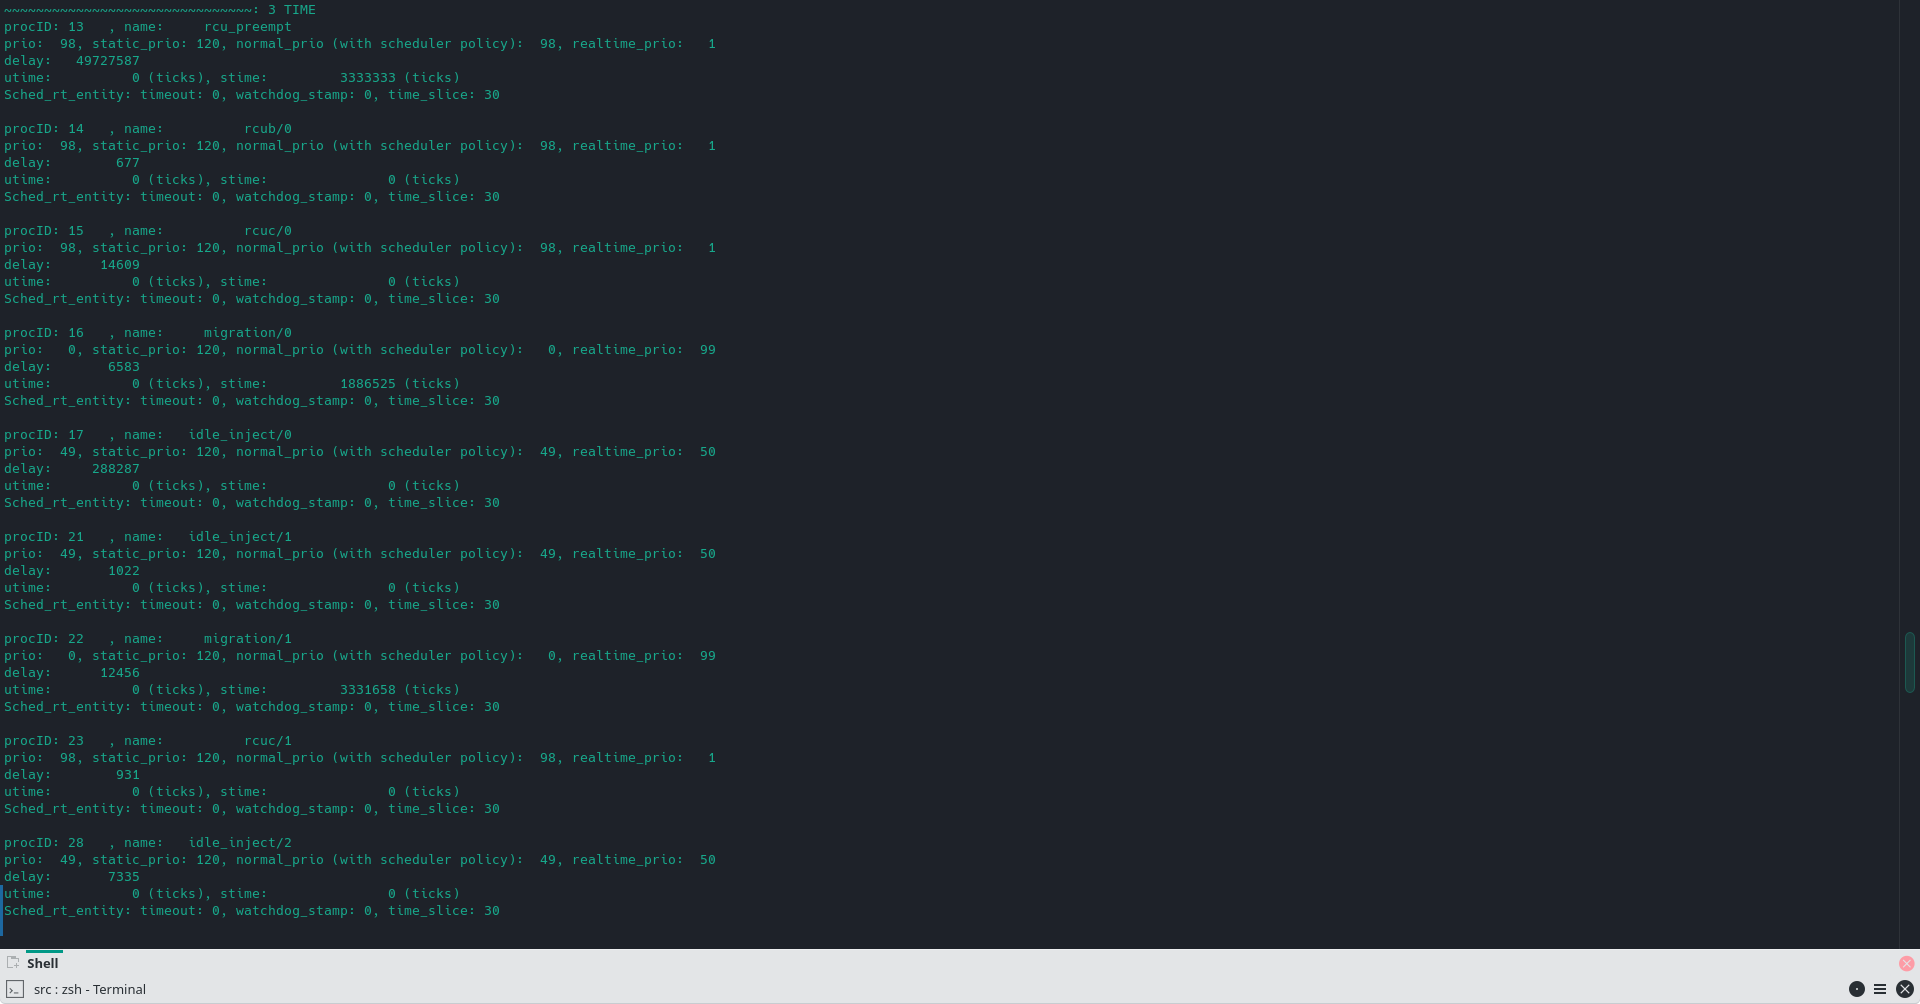 ~~~~~~~~~~~~~~~~~~~~~~~~~~~~~~~: 3 TIME
procID: 13   , name:     rcu_preempt
prio:  98, static_prio: 120, normal_prio (with scheduler policy):  98, realtime_prio:   1
delay:   49727587
utime:          0 (ticks), stime:         3333333 (ticks)
Sched_rt_entity: timeout: 0, watchdog_stamp: 0, time_slice: 30

procID: 14   , name:          rcub/0
prio:  98, static_prio: 120, normal_prio (with scheduler policy):  98, realtime_prio:   1
delay:        677
utime:          0 (ticks), stime:               0 (ticks)
Sched_rt_entity: timeout: 0, watchdog_stamp: 0, time_slice: 30

procID: 15   , name:          rcuc/0
prio:  98, static_prio: 120, normal_prio (with scheduler policy):  98, realtime_prio:   1
delay:      14609
utime:          0 (ticks), stime:               0 (ticks)
Sched_rt_entity: timeout: 0, watchdog_stamp: 0, time_slice: 30

procID: 16   , name:     migration/0
prio:   0, static_prio: 120, normal_prio (with scheduler policy):   0, realtime_prio:  99
delay:       6583
utime:          0 (ticks), stime:         1886525 (ticks)
Sched_rt_entity: timeout: 0, watchdog_stamp: 0, time_slice: 30

procID: 17   , name:   idle_inject/0
prio:  49, static_prio: 120, normal_prio (with scheduler policy):  49, realtime_prio:  50
delay:     288287
utime:          0 (ticks), stime:               0 (ticks)
Sched_rt_entity: timeout: 0, watchdog_stamp: 0, time_slice: 30

procID: 21   , name:   idle_inject/1
prio:  49, static_prio: 120, normal_prio (with scheduler policy):  49, realtime_prio:  50
delay:       1022
utime:          0 (ticks), stime:               0 (ticks)
Sched_rt_entity: timeout: 0, watchdog_stamp: 0, time_slice: 30

procID: 22   , name:     migration/1
prio:   0, static_prio: 120, normal_prio (with scheduler policy):   0, realtime_prio:  99
delay:      12456
utime:          0 (ticks), stime:         3331658 (ticks)
Sched_rt_entity: timeout: 0, watchdog_stamp: 0, time_slice: 30

procID: 23   , name:          rcuc/1
prio:  98, static_prio: 120, normal_prio (with scheduler policy):  98, realtime_prio:   1
delay:        931
utime:          0 (ticks), stime:               0 (ticks)
Sched_rt_entity: timeout: 0, watchdog_stamp: 0, time_slice: 30

procID: 28   , name:   idle_inject/2
prio:  49, static_prio: 120, normal_prio (with scheduler policy):  49, realtime_prio:  50
delay:       7335
utime:          0 (ticks), stime:               0 (ticks)
Sched_rt_entity: timeout: 0, watchdog_stamp: 0, time_slice: 30

Shell
src : zsh - Terminal